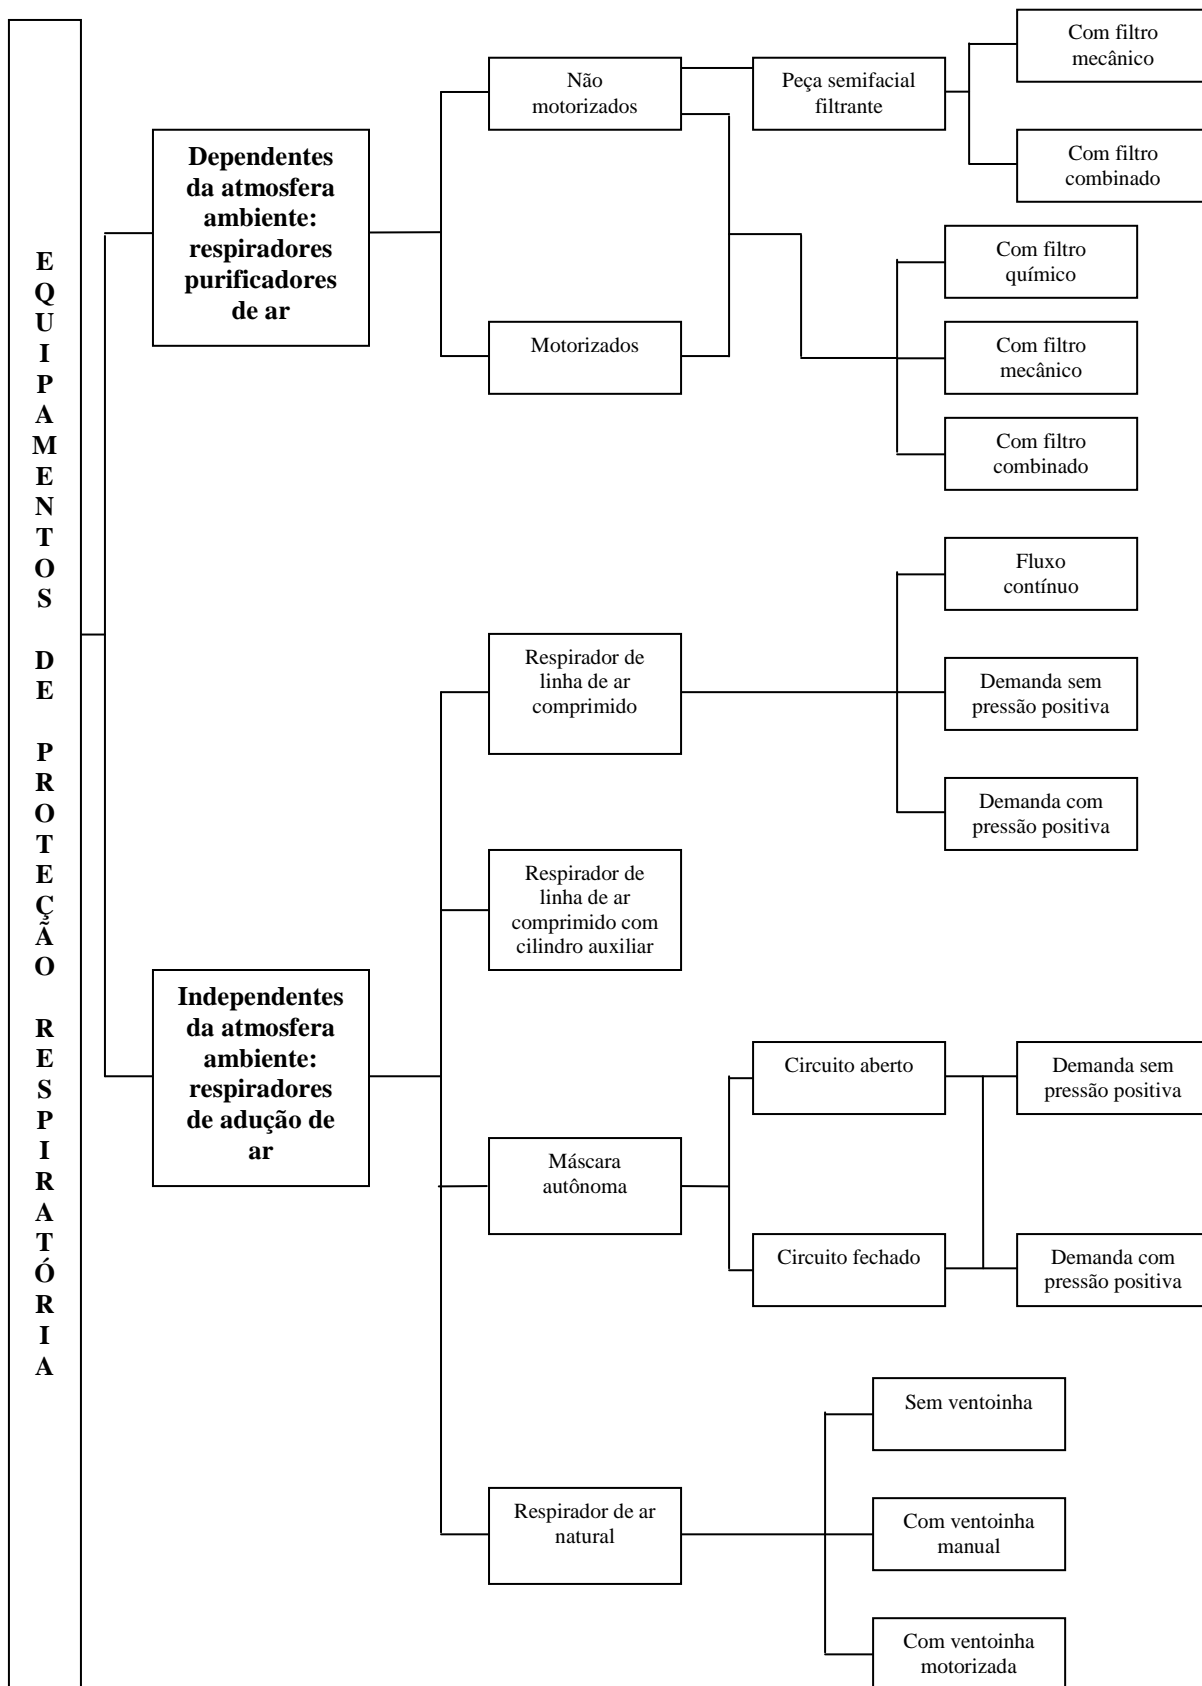 EQUIPAMENTOS DE PROTEÇÃO RESPIRATÓRIA
Dependentes
da atmosfera
ambiente:
respiradores
purificadores
de ar
Não
motorizados
Peça semifacial
filtrante
Com filtro
mecânico
Com filtro
combinado
Motorizados
Com filtro
químico
Com filtro
mecânico
Com filtro
combinado
Independentes
da atmosfera
ambiente:
respiradores
de adução de
ar
Respirador de
linha de ar
comprimido
Fluxo
contínuo
Demanda sem
pressão positiva
Demanda com
pressão positiva
Respirador de
linha de ar
comprimido com
cilindro auxiliar
Máscara
autônoma
Circuito aberto
Circuito fechado
Demanda sem
pressão positiva
Demanda com
pressão positiva
Respirador de ar
natural
Sem ventoinha
Com ventoinha
manual
Com ventoinha
motorizada